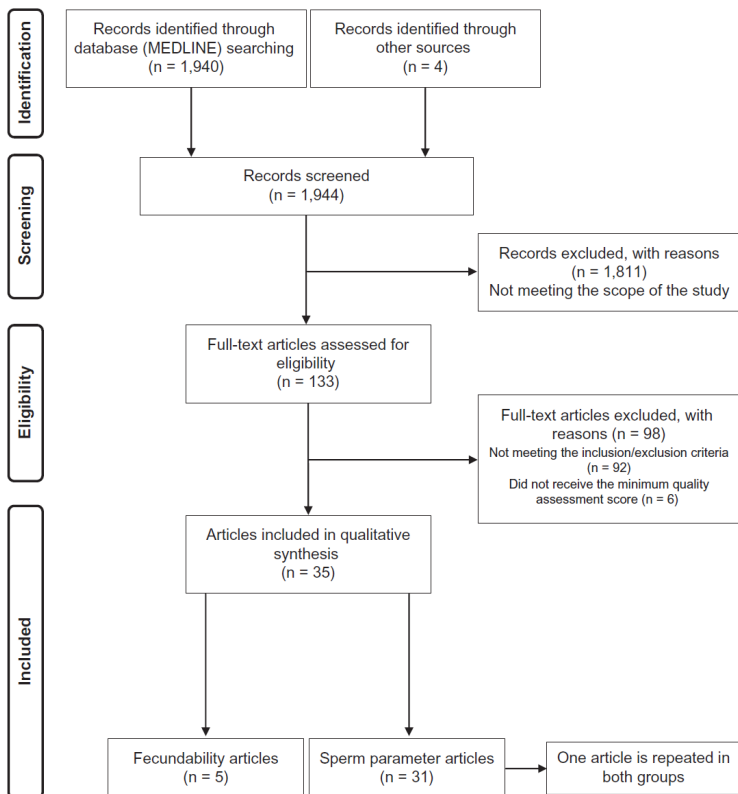 Identification
Records identified through
database (MEDLINE) searching
(n = 1,940)
Records identified through
other sources
(n = 4)
Screening
Records screened
(n = 1,944)
Records excluded, with reasons
(n = 1,811)
Not meeting the scope of the study
Eligibility
Full-text articles assessed for
eligibility
(n = 133)
Full-text articles excluded, with
reasons (n = 98)
Not meeting the inclusion/exclusion criteria
(n = 92)
Did not receive the minimum quality
assessment score (n = 6)
Included
Articles included in qualitative
synthesis
(n = 35)
Fecundability articles
(n = 5)
Sperm parameter articles
(n = 31)
One article is repeated in
both groups